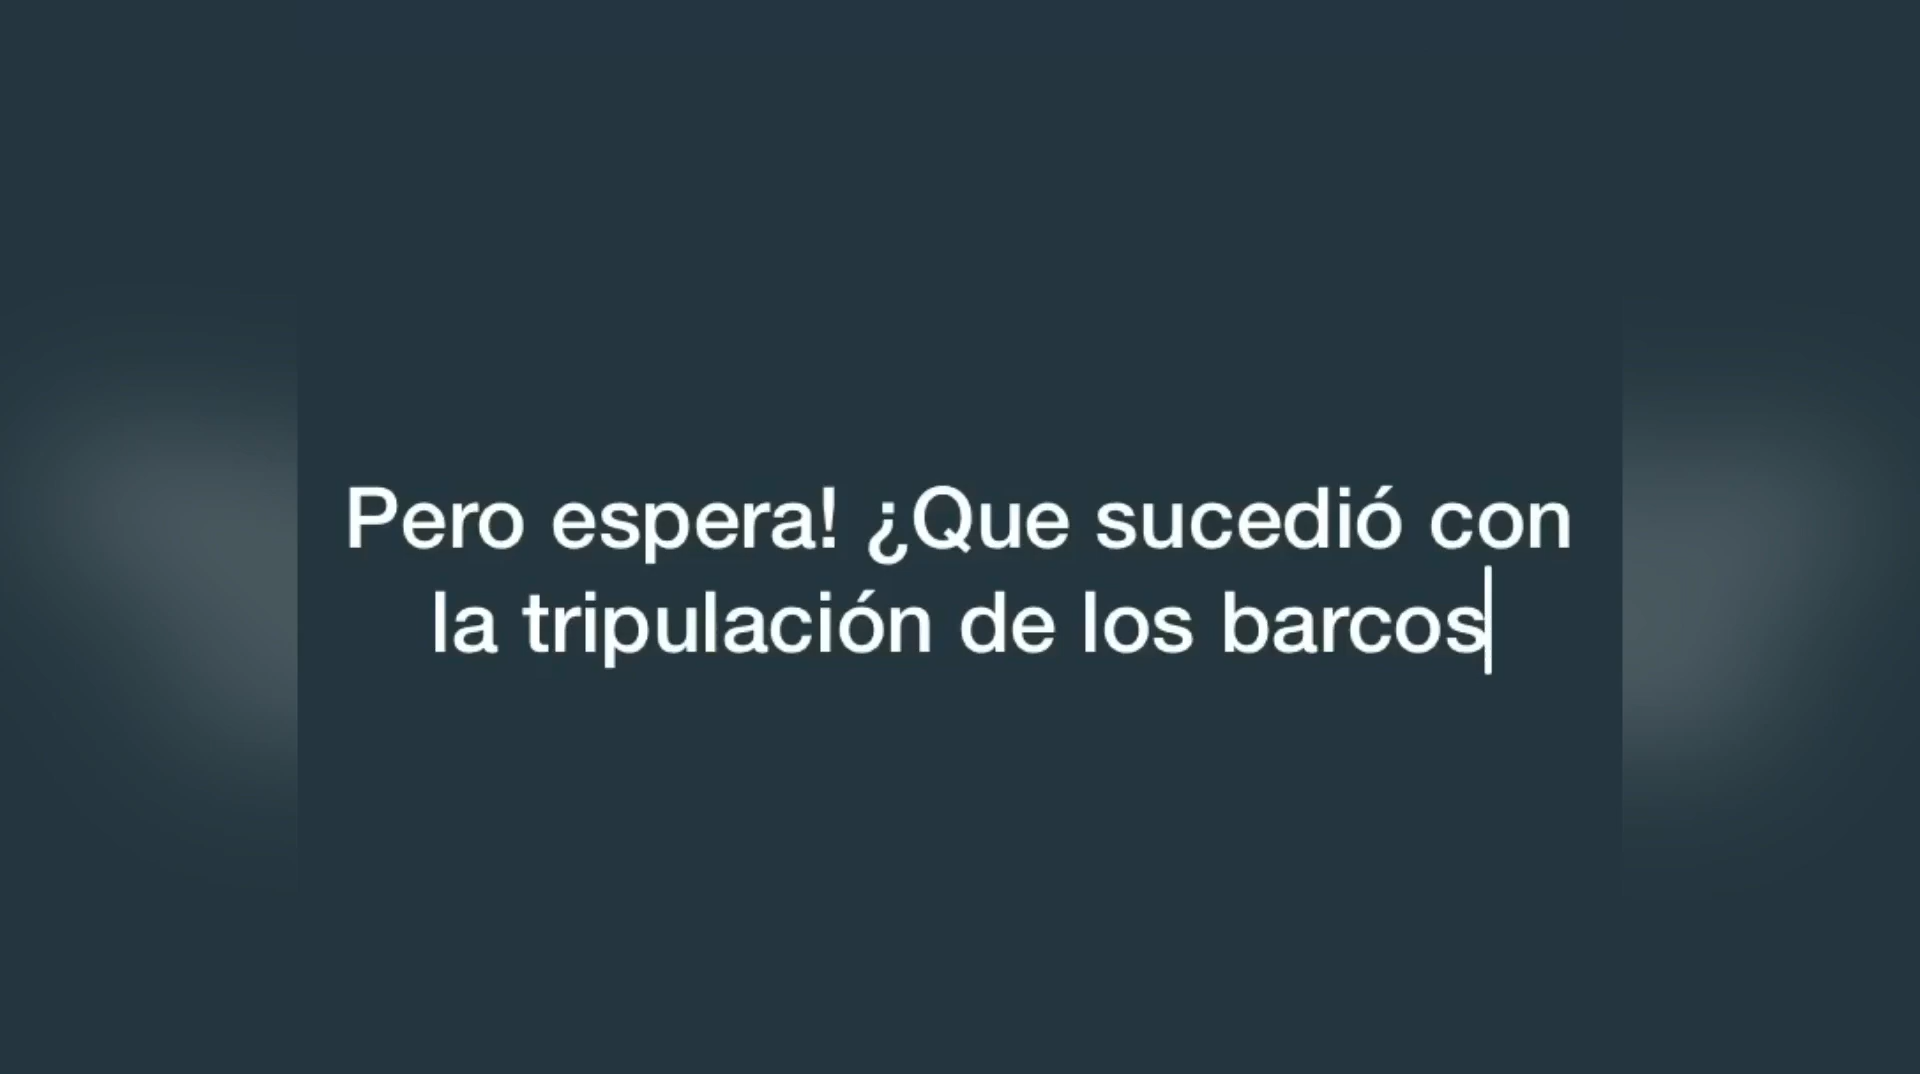 Pero espera! ¿Que sucedió con
la tripulación de los barcos